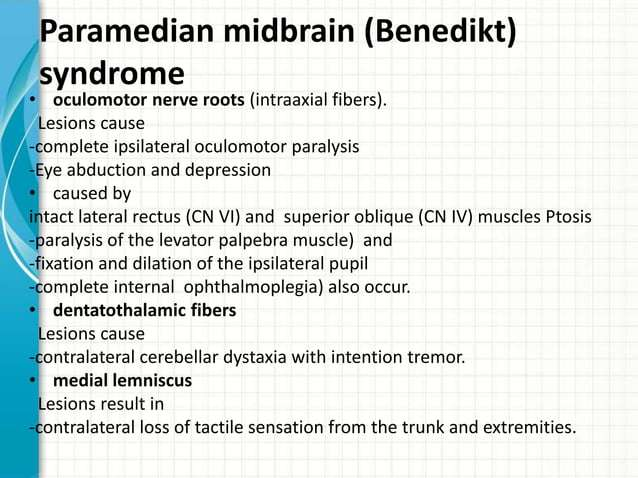 Paramedian midbrain (Benedikt)
syndrome
• oculomotor nerve roots (intraaxial fibers).
Lesions cause
-complete ipsilateral oculomotor paralysis
-Eye abduction and depression
• caused by
intact lateral rectus (CN VI) and superior oblique (CN IV) muscles Ptosis
-paralysis of the levator palpebra muscle) and
-fixation and dilation of the ipsilateral pupil
-complete internal ophthalmoplegia) also occur.
• dentatothalamic fibers
Lesions cause
-contralateral cerebellar dystaxia with intention tremor.
• medial lemniscus
Lesions result in
-contralateral loss of tactile sensation from the trunk and extremities.